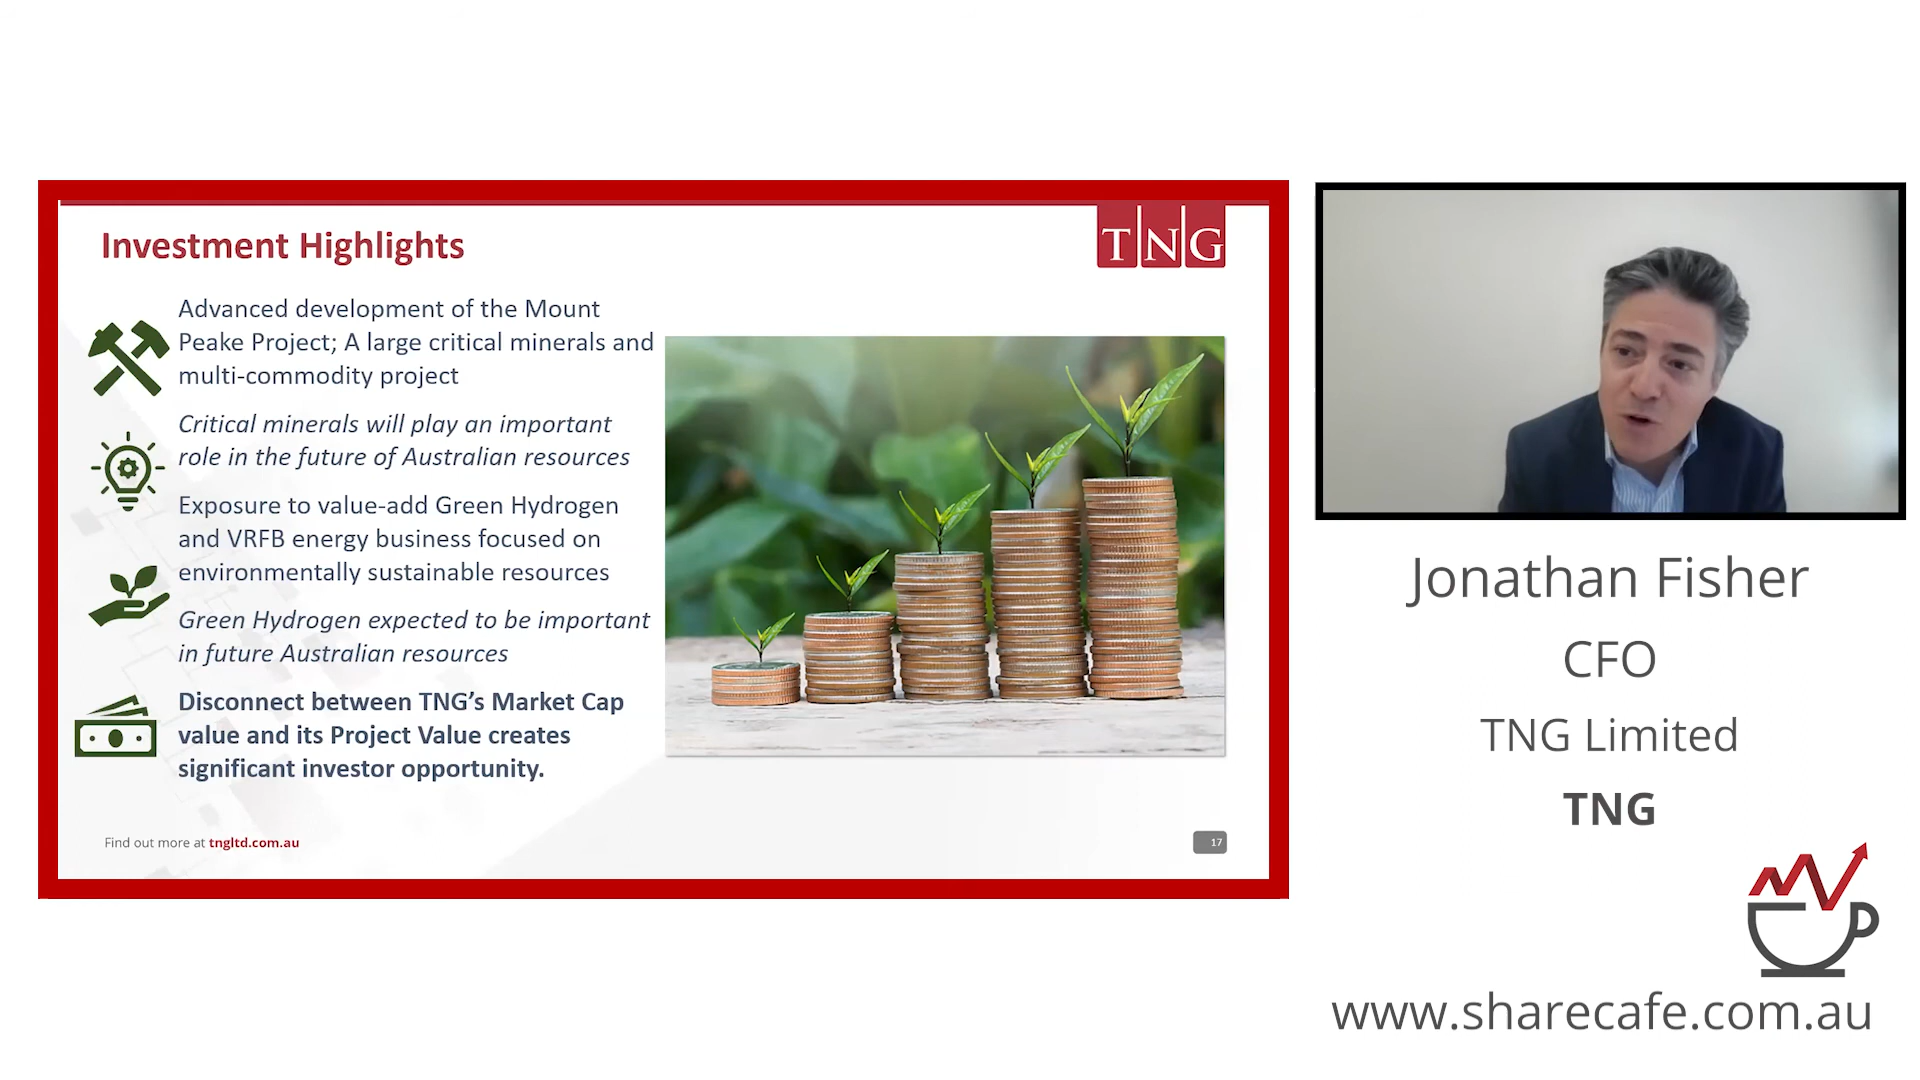 Investment Highlights
TNG
Advanced development of the Mount
Peake Project; A large critical minerals and
multi-commodity project
Critical minerals will play an important
role in the future of Australian resources
Exposure to value-add Green Hydrogen
and VRFB energy business focused on
environmentally sustainable resources
Green Hydrogen expected to be important
in future Australian resources
Disconnect between TNG’s Market Cap
value and its Project Value creates
significant investor opportunity.
Find out more at tngltd.com.au
17
Jonathan Fisher
CFO
TNG Limited
TNG
www.sharecafe.com.au